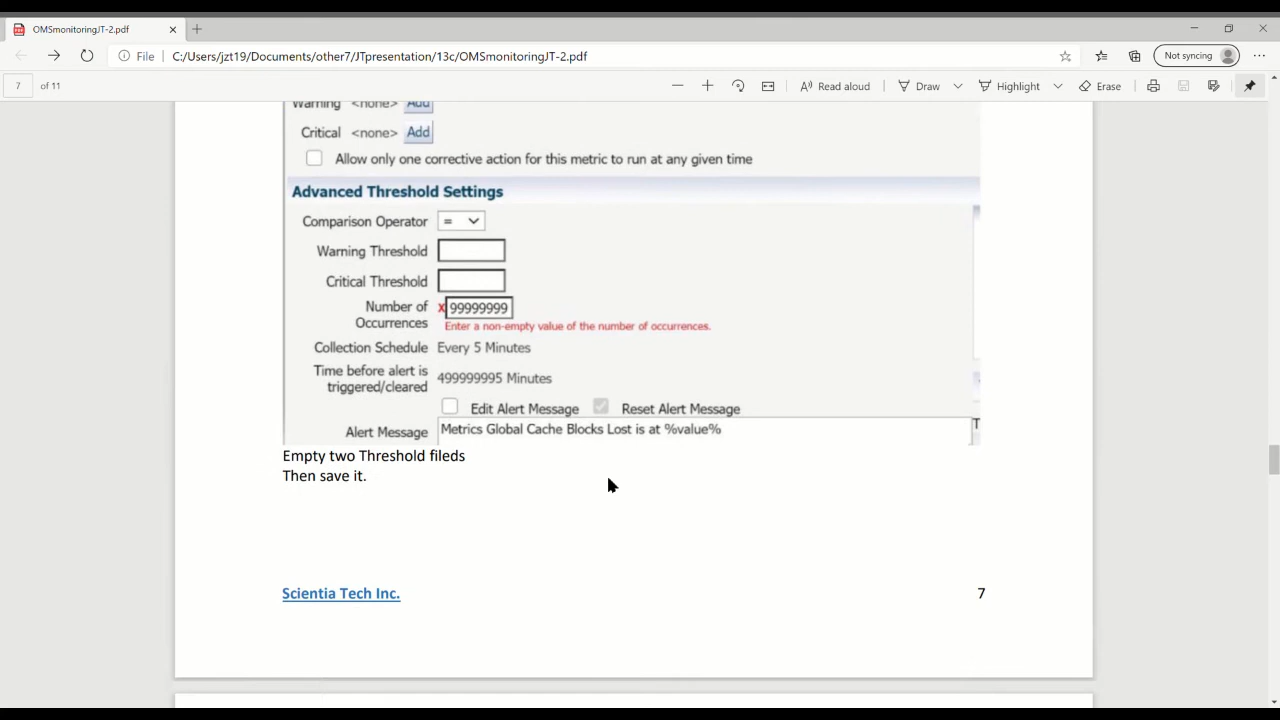 OMSmonitoringJT-2.pdf
File C:/Users/jzt19/Documents/other7/JTpresentation/13c/OMSmonitoringJT-2.pdf Not syncing
7 of 11 Read aloud Draw Highlight Erase
Warning <none> Add
Critical <none> Add
Allow only one corrective action for this metric to run at any given time
Advanced Threshold Settings
Comparison Operator =
Warning Threshold
Critical Threshold
Number of Occurrences x 99999999
Enter a non-empty value of the number of occurrences.
Collection Schedule Every 5 Minutes
Time before alert is triggered/cleared 499999995 Minutes
Edit Alert Message Reset Alert Message
Alert Message Metrics Global Cache Blocks Lost is at %value% T
Empty two Threshold fileds
Then save it.
Scientia Tech Inc. 7